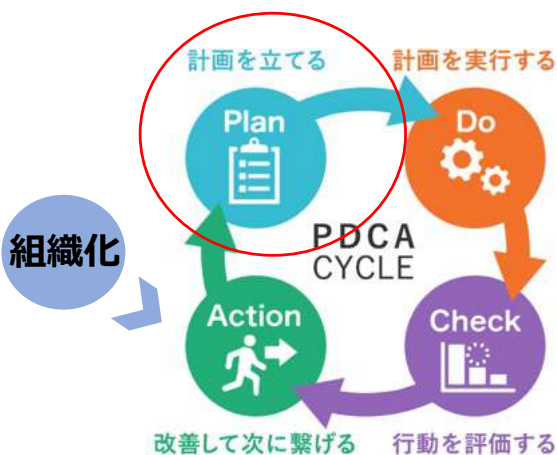 計画を立てる
計画を実行する
Plan
Do
組織化
PDCA
CYCLE
Action
Check
改善して次に繋げる
行動を評価する